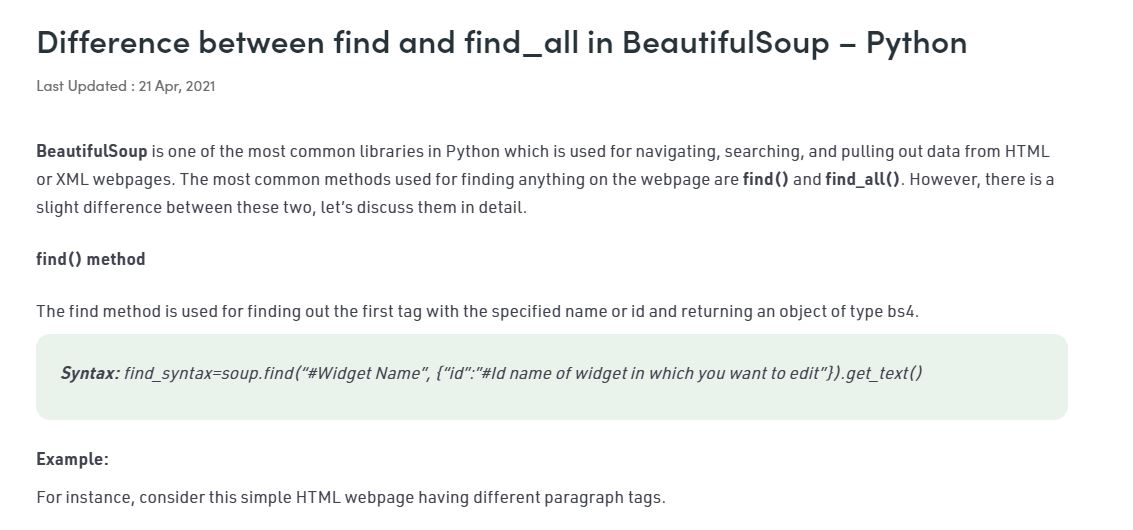 Difference between find and find_all in BeautifulSoup – Python
Last Updated : 21 Apr, 2021
BeautifulSoup is one of the most common libraries in Python which is used for navigating, searching, and pulling out data from HTML
or XML webpages. The most common methods used for finding anything on the webpage are find() and find_all(). However, there is a
slight difference between these two, let’s discuss them in detail.
find() method
The find method is used for finding out the first tag with the specified name or id and returning an object of type bs4.
Syntax: find_syntax=soup.find(“#Widget Name”, {“id”:”#Id name of widget in which you want to edit”}).get_text()
Example:
For instance, consider this simple HTML webpage having different paragraph tags.